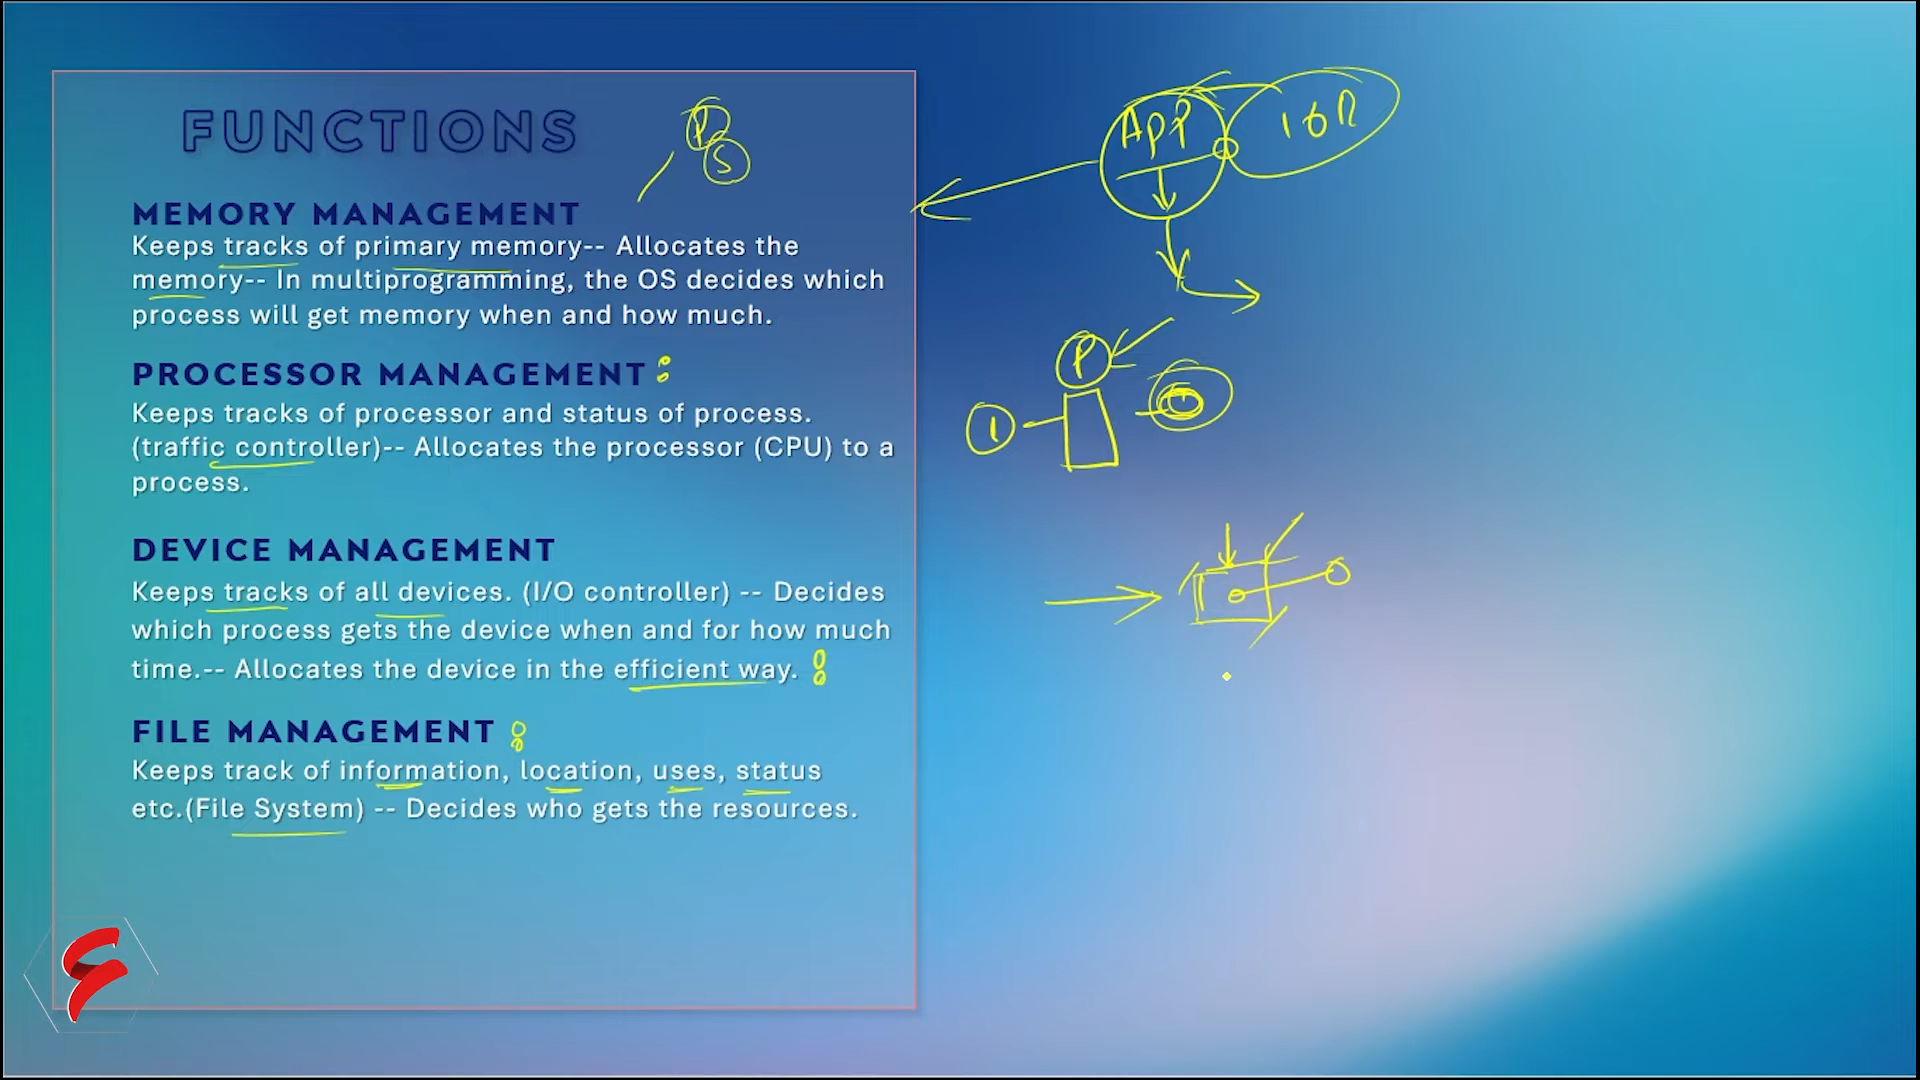 FUNCTIONS
MEMORY MANAGEMENT
Keeps tracks of primary memory-- Allocates the
memory-- In multiprogramming, the OS decides which
process will get memory when and how much.
PROCESSOR MANAGEMENT :
Keeps tracks of processor and status of process.
(traffic controller)-- Allocates the processor (CPU) to a
process.
DEVICE MANAGEMENT
Keeps tracks of all devices. (I/O controller) -- Decides
which process gets the device when and for how much
time.-- Allocates the device in the efficient way.
FILE MANAGEMENT :
Keeps track of information, location, uses, status
etc.(File System) -- Decides who gets the resources.
P
S
APP
P
1